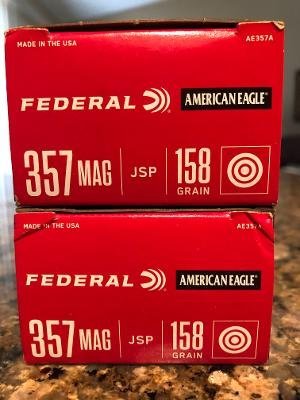 MADE IN THE USA AE357A
FEDERAL AMERICAN EAGLE®
357 MAG JSP 158 GRAIN
MADE IN THE USA AE357A
FEDERAL AMERICAN EAGLE®
357 MAG JSP 158 GRAIN